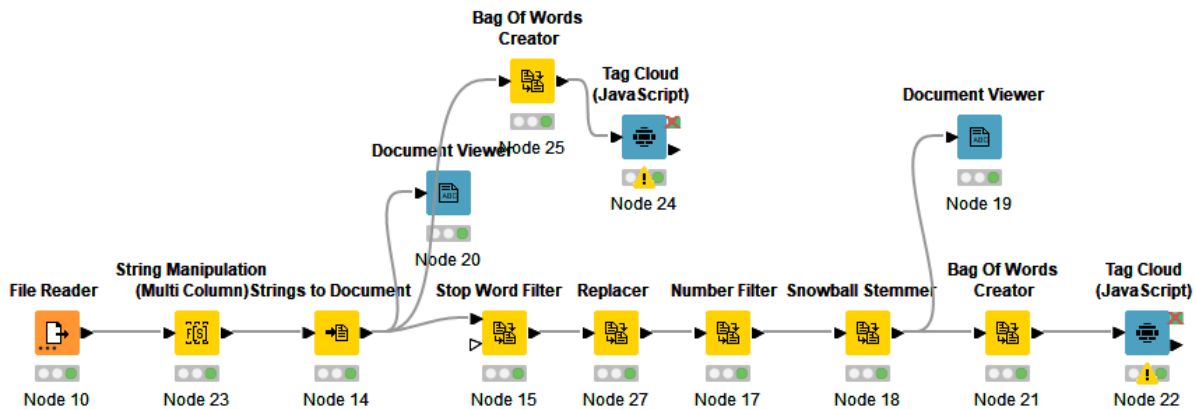 Bag Of Words
Creator
Node 25
Tag Cloud
(JavaScript)
Node 24
Document Viewer
Node 20
Document Viewer
Node 19
File Reader
Node 10
String Manipulation
(Multi Column)
Node 23
Strings to Document
Node 14
Stop Word Filter
Node 15
Replacer
Node 27
Number Filter
Node 17
Snowball Stemmer
Node 18
Bag Of Words
Creator
Node 21
Tag Cloud
(JavaScript)
Node 22